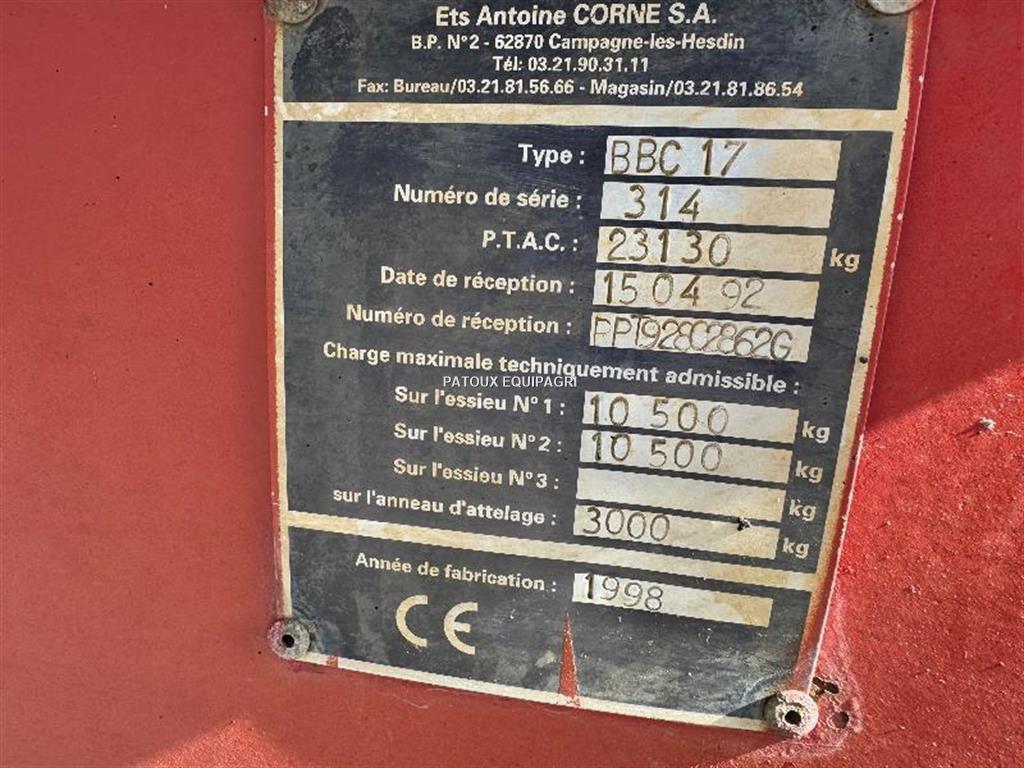 Ets Antoine CORNE S.A.
B.P. N°2 - 62870 Campagne-les-Hesdin
Tél: 03.21.90.31.11
Fax: Bureau/03.21.81.56.66 - Magasin/03.21.81.86.54
Type : BBC 17
Numéro de série : 314
P.T.A.C. : 23130 kg
Date de réception : 15 04 92
Numéro de réception : PPT92802862G
Charge maximale techniquement admissible :
PATOUX EQUIPAGRI
Sur l'essieu N° 1 : 10 500 kg
Sur l'essieu N° 2 : 10 500 kg
Sur l'essieu N° 3 : kg
sur l'anneau d'attelage : 3000 kg
Année de fabrication : 1998
CE